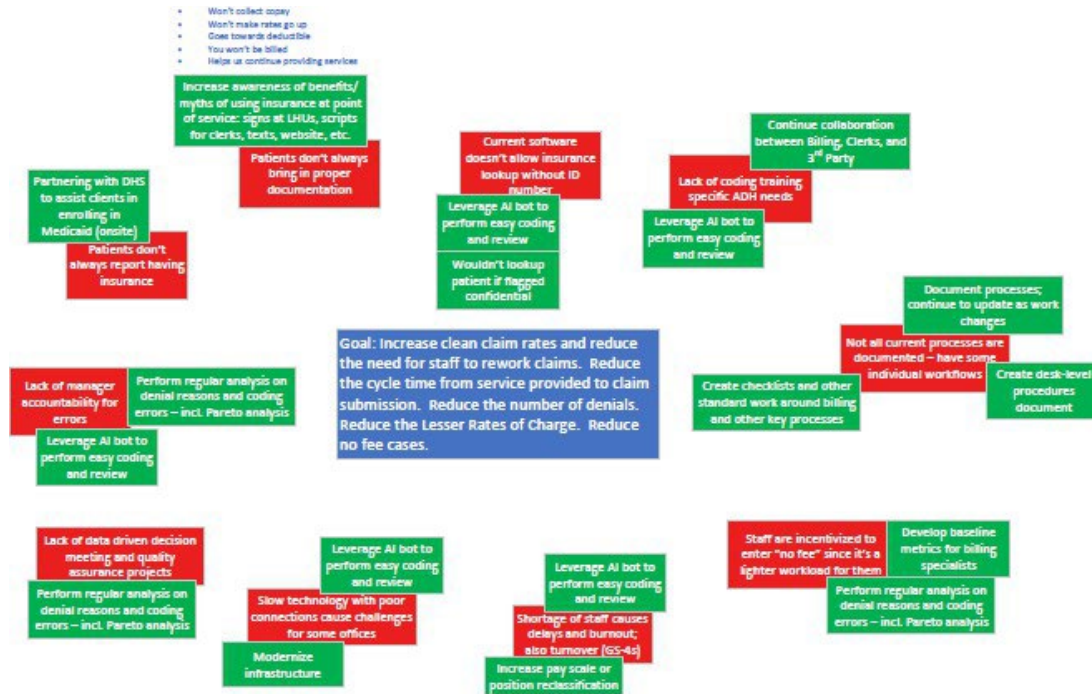 Won't collect copay
Won't make rates go up
Goes towards deductible
You won't be billed
Helps us continue providing services
Increase awareness of benefits/
myths of using insurance at point
of service: signs at LHUs, scripts
for clerks, texts, website, etc.
Patients don't always
bring in proper
documentation
Current software
doesn't allow insurance
lookup without ID
number
Leverage AI bot to
perform easy coding
and review
Wouldn't lookup
patient if flagged
confidential
Continue collaboration
between Billing, Clerks, and
3rd Party
Lack of coding training
specific ADH needs
Leverage AI bot to
perform easy coding
and review
Partnering with DHS
to assist clients in
enrolling in
Medicaid (onsite)
Patients don't
always report having
insurance
Document processes;
continue to update as work
changes
Not all current processes are
documented – have some
individual workflows
Create desk-level
procedures
document
Create checklists and other
standard work around billing
and other key processes
Goal: Increase clean claim rates and reduce
the need for staff to rework claims. Reduce
the cycle time from service provided to claim
submission. Reduce the number of denials.
Reduce the Lesser Rates of Charge. Reduce
no fee cases.
Lack of manager
accountability for
errors
Perform regular analysis on
denial reasons and coding
errors – incl. Pareto analysis
Leverage AI bot to
perform easy coding
and review
Lack of data driven decision
meeting and quality
assurance projects
Perform regular analysis on
denial reasons and coding
errors – incl. Pareto analysis
Leverage AI bot to
perform easy coding
and review
Slow technology with poor
connections cause challenges
for some offices
Modernize
infrastructure
Leverage AI bot to
perform easy coding
and review
Shortage of staff causes
delays and burnout;
also turnover (GS-4s)
Increase pay scale or
position reclassification
Staff are incentivized to
enter "no fee" since it's a
lighter workload for them
Develop baseline
metrics for billing
specialists
Perform regular analysis on
denial reasons and coding
errors – incl. Pareto analysis